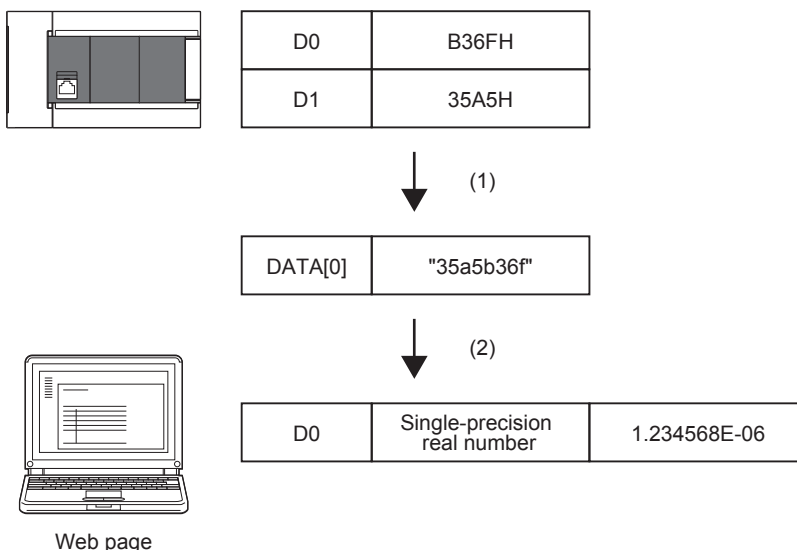 D0 B36FH
D1 35A5H
(1)
DATA[0] "35a5b36f"
(2)
D0 Single-precision real number 1.234568E-06
Web page